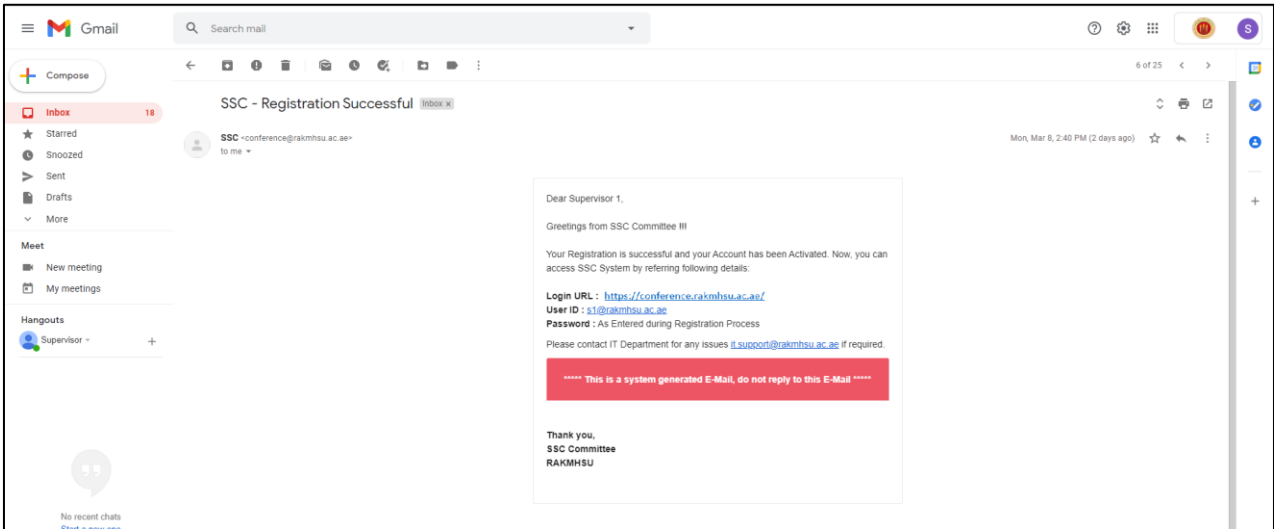 Gmail
Search mail
S
Compose
6 of 25
Inbox 18
Starred
Snoozed
Sent
Drafts
More
Meet
New meeting
My meetings
Hangouts
Supervisor
No recent chats
Start a new one
SSC - Registration Successful Inbox x
SSC <conference@rakmhsu.ac.ae> Mon, Mar 8, 2:40 PM (2 days ago)
to me
Dear Supervisor 1,
Greetings from SSC Committee !!!
Your Registration is successful and your Account has been Activated. Now, you can
access SSC System by referring following details:
Login URL : https://conference.rakmhsu.ac.ae/
User ID : s1@rakmhsu.ac.ae
Password : As Entered during Registration Process
Please contact IT Department for any issues it.support@rakmhsu.ac.ae if required.
***** This is a system generated E-Mail, do not reply to this E-Mail *****
Thank you,
SSC Committee
RAKMHSU